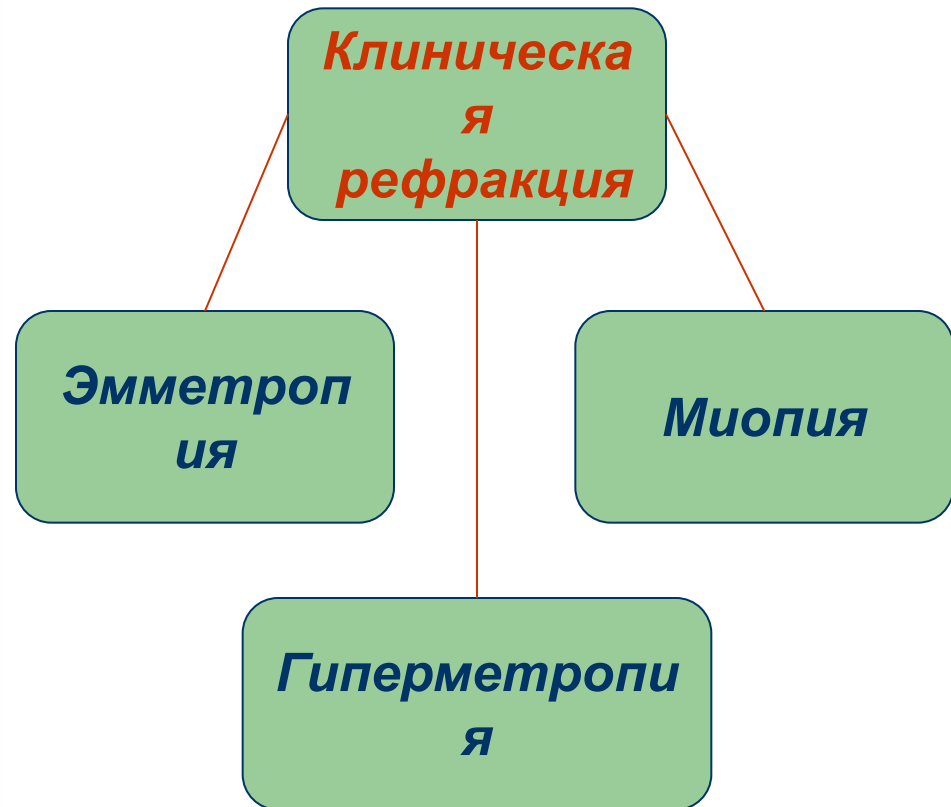 Клиническа
я
рефракция
Эмметроп
ия
Миопия
Гиперметропи
я